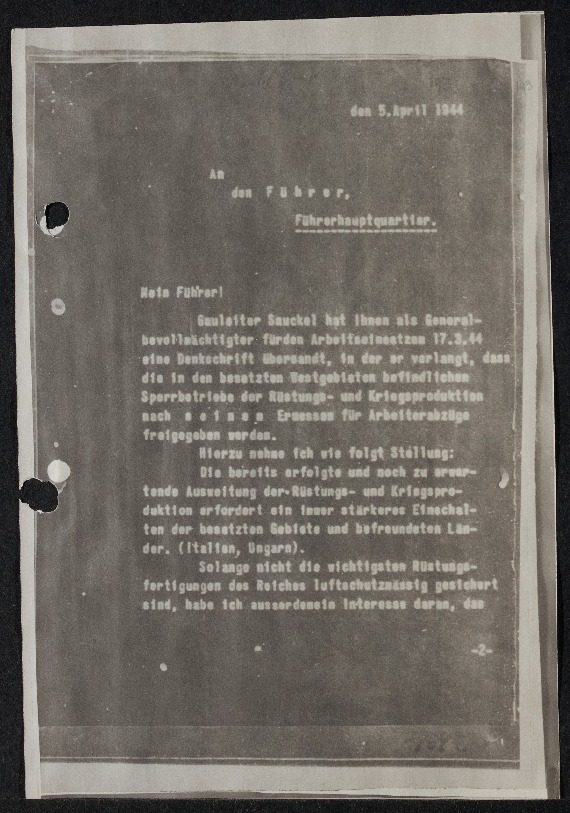 den 5.April 1944
An
den F ü h r e r,
Führerhauptquartier.
Mein Führer!
Gauleiter Sauckel hat Ihnen als General-
bevollmächtigter fürden Arbeitseinsatzam 17.3.44
eine Denkschrift übersandt, in der er verlangt, dass
die in den besetzten Westgebieten befindlichen
Sperrbetriebe der Rüstungs- und Kriegsproduktion
nach s e i n e m Ermessen für Arbeiterabzüge
freigegeben werden.
Hierzu nehme ich wie folgt Stellung:
Die bereits erfolgte und noch zu erwar-
tende Ausweitung der Rüstungs- und Kriegspro-
duktion erfordert ein immer stärkeres Einschal-
ten der besetzten Gebiete und befreundeten Län-
der. (Italien, Ungarn).
Solange nicht die wichtigsten Rüstungs-
fertigungen des Reiches luftschutzmässig gesichert
sind, habe ich ausserdem ein Interesse daran, das
-2-